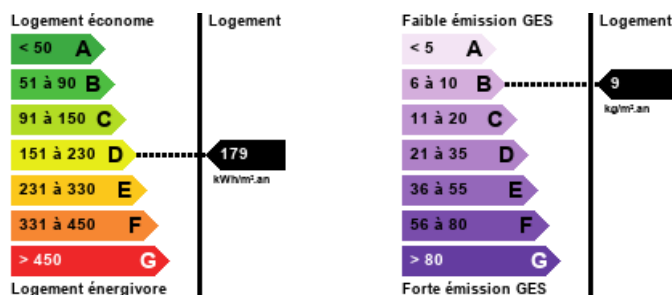 Logement économe
Logement
< 50 A
51 à 90 B
91 à 150 C
151 à 230 D
179
kWh/m².an
231 à 330 E
331 à 450 F
> 450 G
Logement énergivore
Faible émission GES
Logement
< 5 A
6 à 10 B
9
kg/m².an
11 à 20 C
21 à 35 D
36 à 55 E
56 à 80 F
> 80 G
Forte émission GES